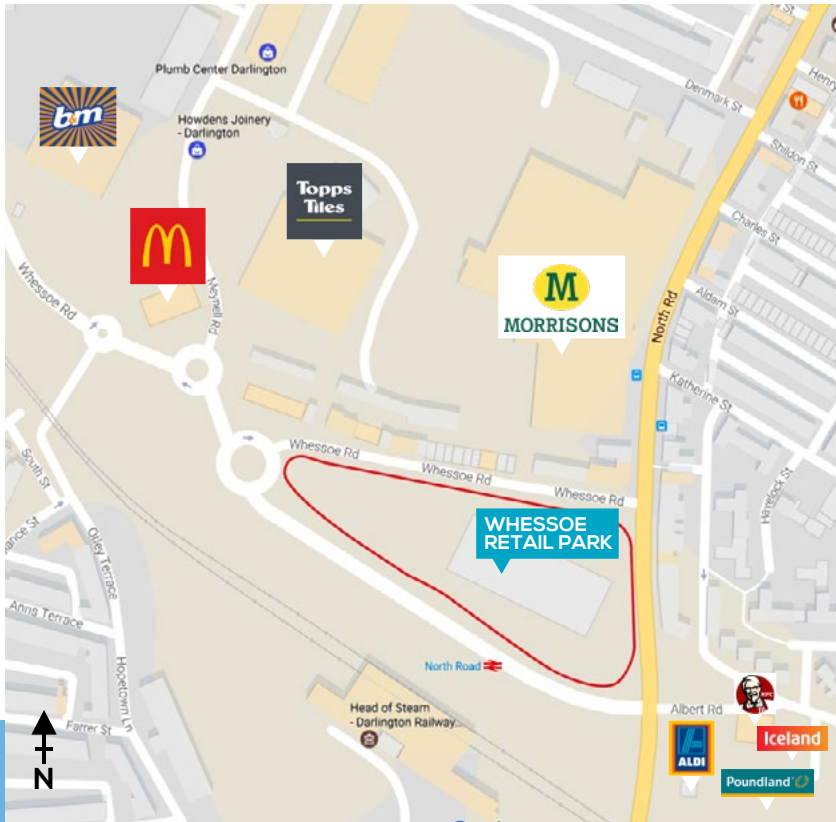 Plumb Center Darlington
b&m
Howdens Joinery
- Darlington
Topps
Tiles
M
MORRISONS
Denmark St
Henry
Shildon St
Charles St
Aldam St
North Rd
Katherine St
Havelock St
Whessoe Rd
Meynell Rd
Whessoe Rd
Whessoe Rd
Whessoe Rd
WHESSOE
RETAIL PARK
South St
ance St
Otley Terrace
Anns Terrace
Hopetown Ln
Farrer St
North Road
Head of Steam
- Darlington Railway...
Albert Rd
KFC
Iceland
ALDI
Poundland
N